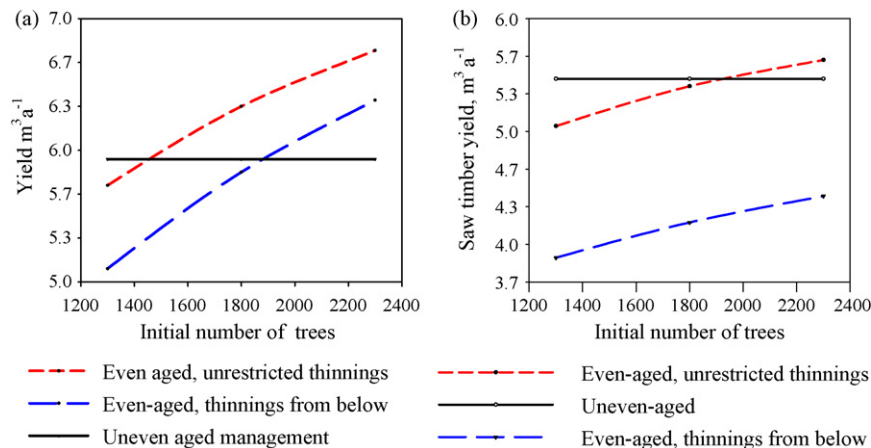 (a)
7.0
6.7
6.3
6.0
5.7
5.3
5.0
Yield m³a⁻¹
1200 1400 1600 1800 2000 2200 2400
Initial number of trees
Even aged, unrestricted thinnings
Even-aged, thinnings from below
Uneven aged management
(b)
6.0
5.7
5.3
5.0
4.7
4.3
4.0
3.7
Saw timber yield, m³ a⁻¹
1200 1400 1600 1800 2000 2200 2400
Initial number of trees
Even-aged, unrestricted thinnings
Uneven-aged
Even-aged, thinnings from below